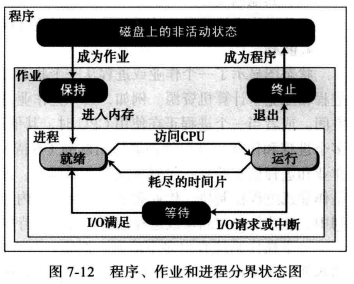 程序
磁盘上的非活动状态
成为作业
成为程序
作业
保持
终止
进入内存
退出
进程
访问CPU
就绪
运行
耗尽的时间片
等待
I/O满足
I/O请求或中断
图 7-12 程序、作业和进程分界状态图